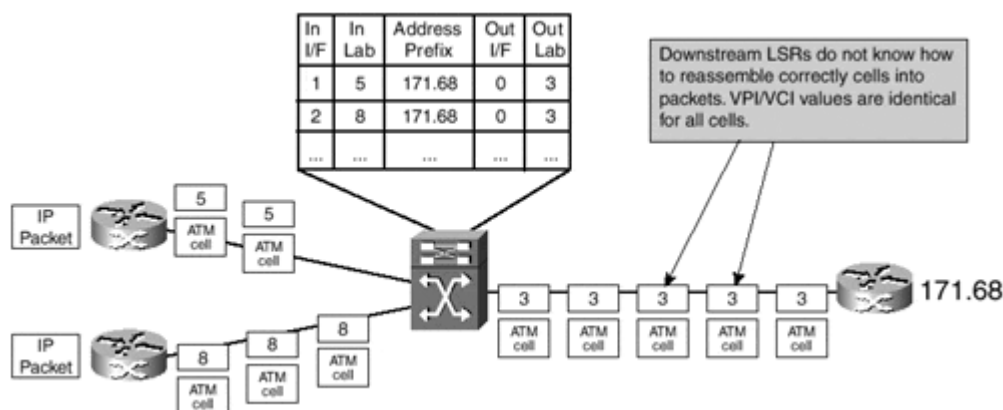 In I/F In Lab Address Prefix Out I/F Out Lab
1 5 171.68 0 3
2 8 171.68 0 3
... ... ... ... ...
Downstream LSRs do not know how
to reassemble correctly cells into
packets. VPI/VCI values are identical
for all cells.
IP
Packet
5
ATM
cell
5
ATM
cell
IP
Packet
8
ATM
cell
8
ATM
cell
8
ATM
cell
3
ATM
cell
3
ATM
cell
3
ATM
cell
3
ATM
cell
3
ATM
cell
171.68